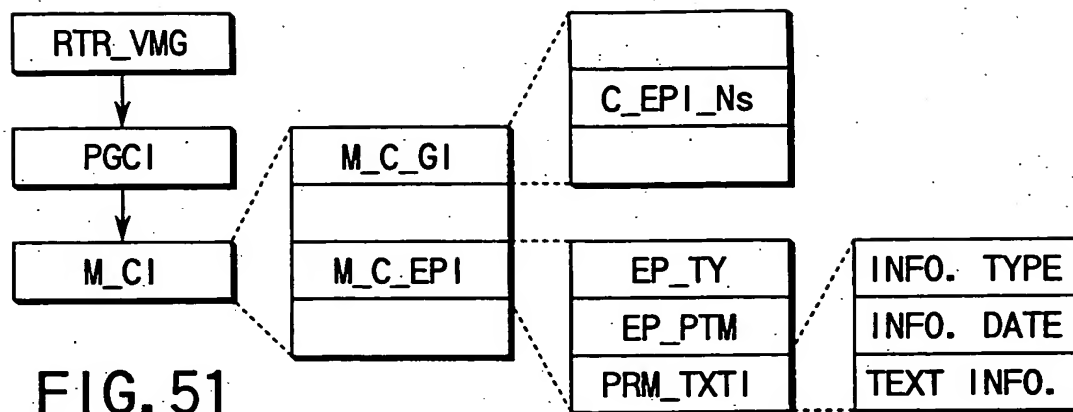 RTR_VMG
PGCI
M_CI
M_C_GI
M_C_EPI
C_EPI_Ns
EP_TY
EP_PTM
PRM_TXTI
INFO. TYPE
INFO. DATE
TEXT INFO.
FIG. 51